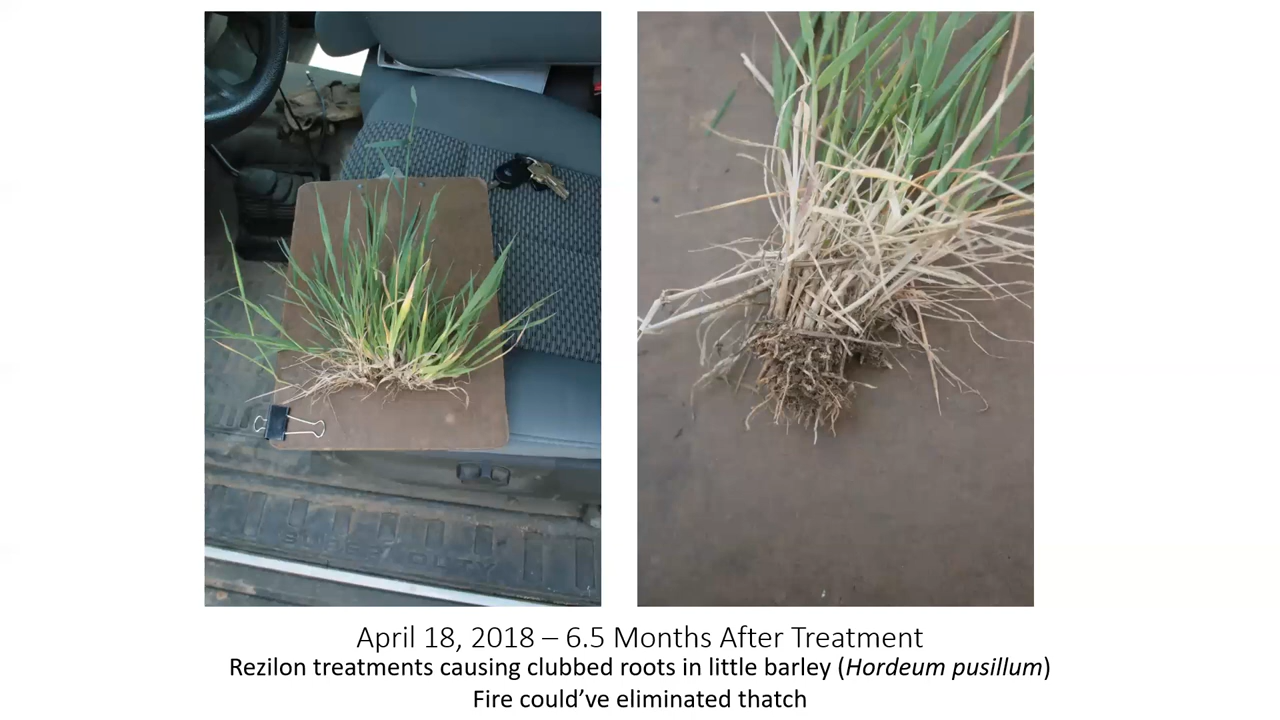 April 18, 2018 – 6.5 Months After Treatment
Rezilon treatments causing clubbed roots in little barley (Hordeum pusillum)
Fire could’ve eliminated thatch